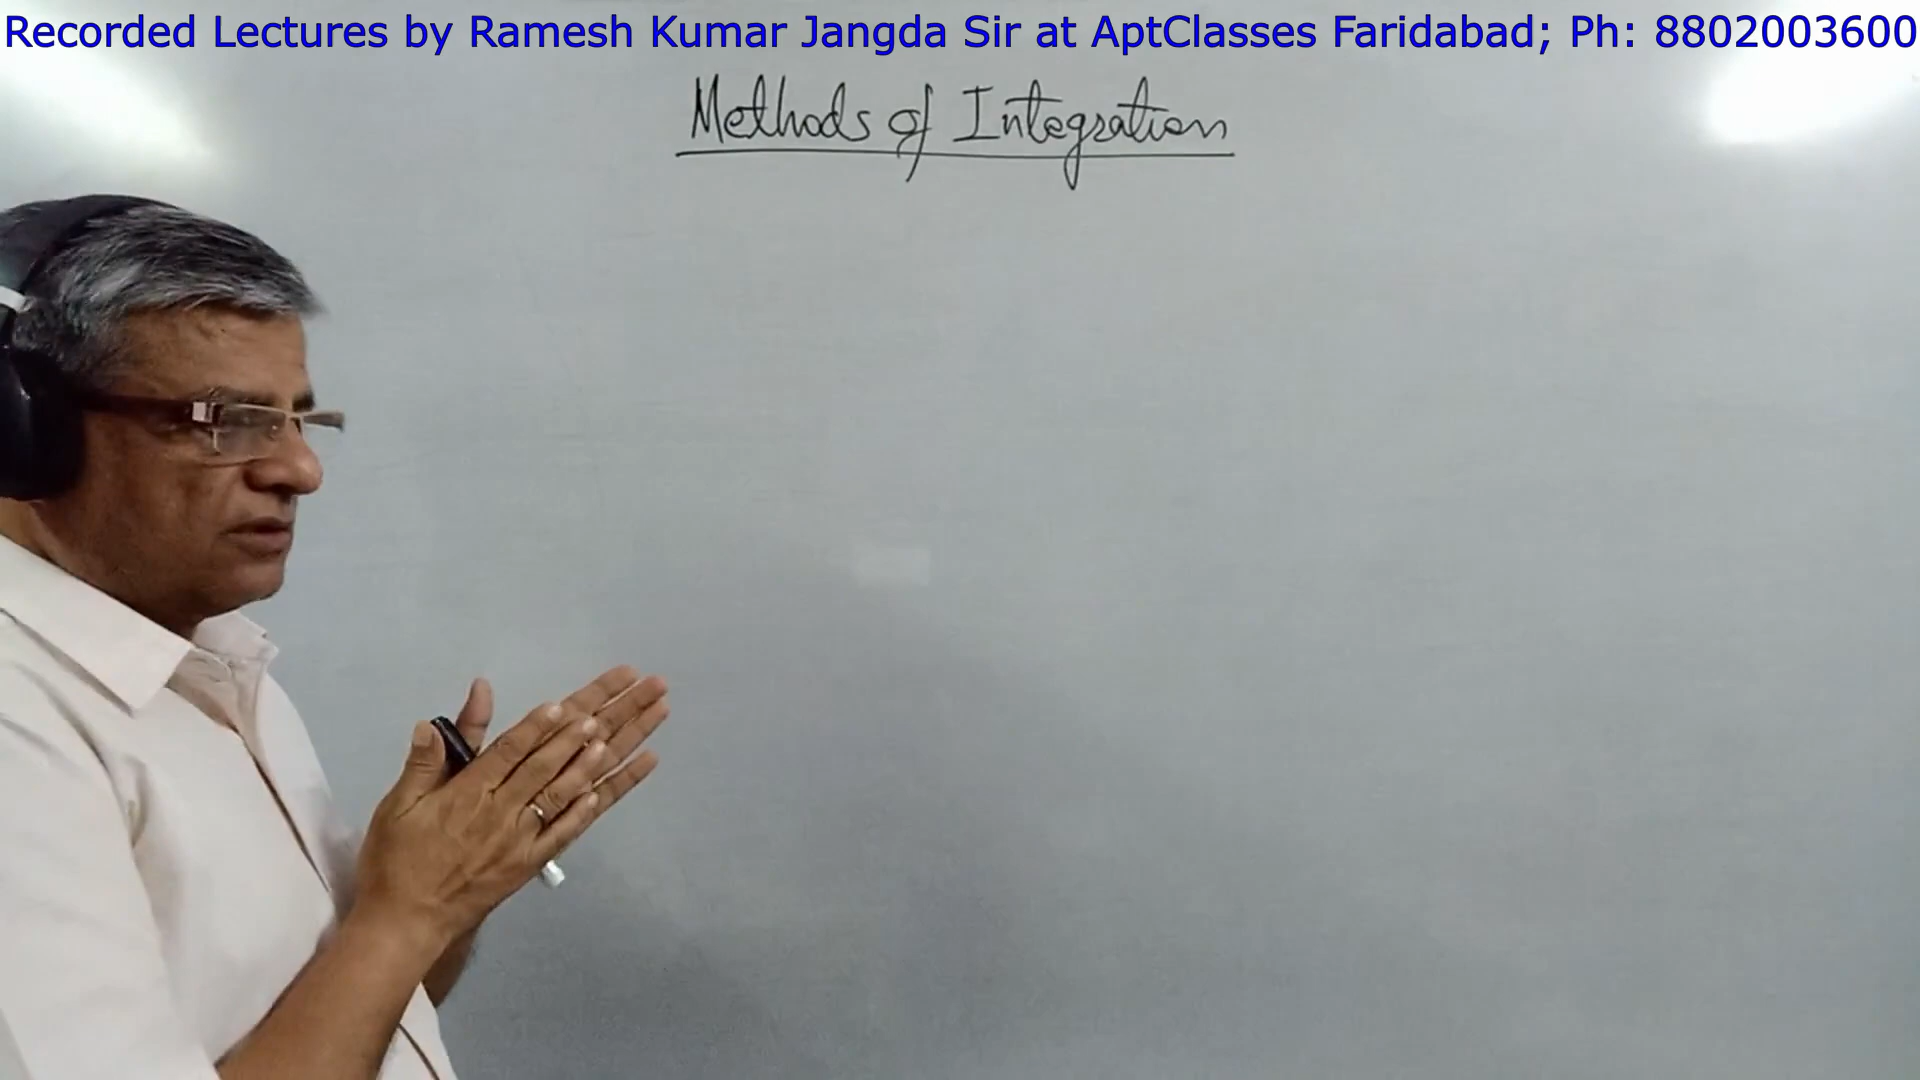 Recorded Lectures by Ramesh Kumar Jangda Sir at AptClasses Faridabad; Ph: 8802003600
Methods of Integration